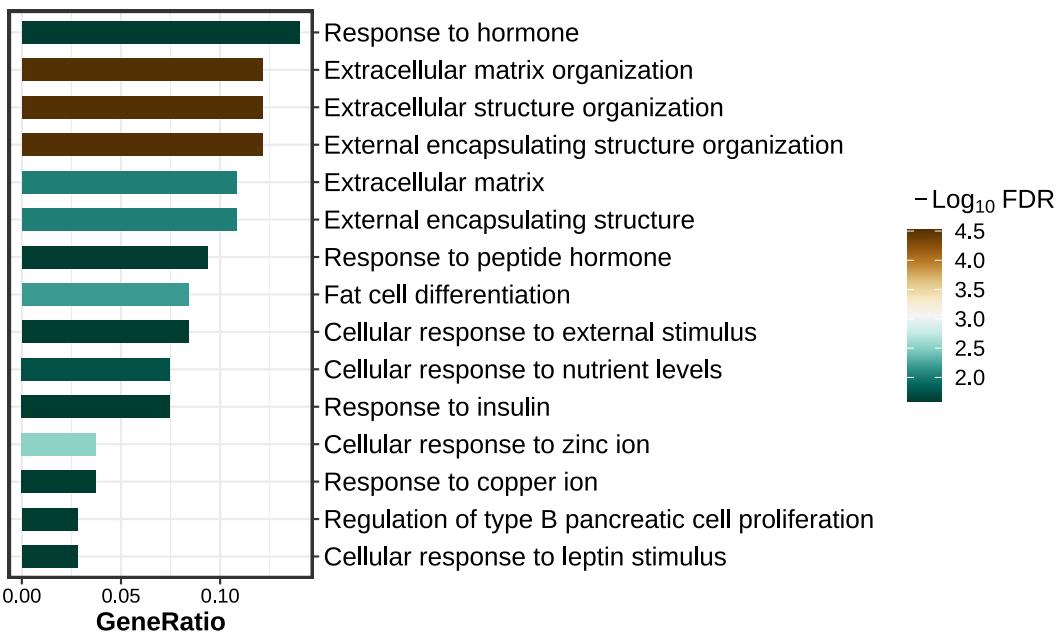 Response to hormone
Extracellular matrix organization
Extracellular structure organization
External encapsulating structure organization
Extracellular matrix
External encapsulating structure
Response to peptide hormone
Fat cell differentiation
Cellular response to external stimulus
Cellular response to nutrient levels
Response to insulin
Cellular response to zinc ion
Response to copper ion
Regulation of type B pancreatic cell proliferation
Cellular response to leptin stimulus
0.00 0.05 0.10
GeneRatio
−Log₁₀ FDR
4.5
4.0
3.5
3.0
2.5
2.0